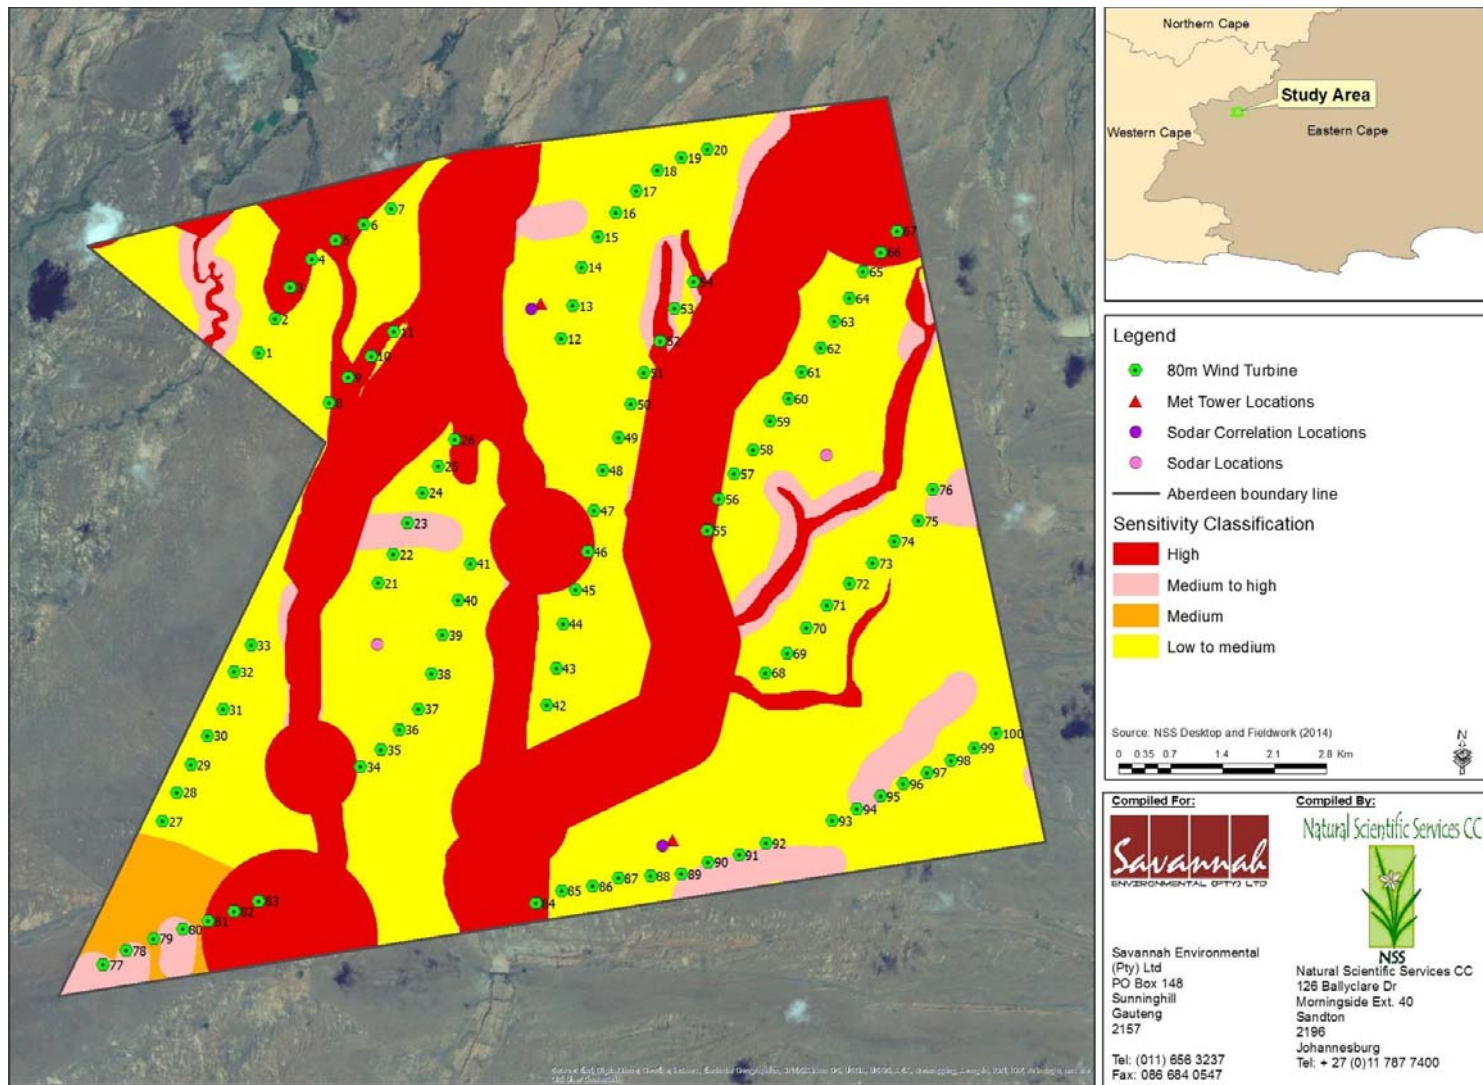 Northern Cape
Study Area
Western Cape
Eastern Cape
Legend
80m Wind Turbine
Met Tower Locations
Sodar Correlation Locations
Sodar Locations
Aberdeen boundary line
Sensitivity Classification
High
Medium to high
Medium
Low to medium
Source: NSS Desktop and Fieldwork (2014)
0 0.35 0.7 1.4 2.1 2.8 Km
N
Compiled For:
Savannah
ENVIRONMENTAL (PTY) LTD
Savannah Environmental
(Pty) Ltd
PO Box 148
Sunninghill
Gauteng
2157
Tel: (011) 656 3237
Fax: 086 684 0547
Compiled By:
Natural Scientific Services CC
NSS
Natural Scientific Services CC
126 Ballyclare Dr
Morningside Ext. 40
Sandton
2196
Johannesburg
Tel: + 27 (0)11 787 7400
1
2
3
4
5
6
7
8
9
10
11
12
13
14
15
16
17
18
19
20
21
22
23
24
25
26
27
28
29
30
31
32
33
34
35
36
37
38
39
40
41
42
43
44
45
46
47
48
49
50
51
52
53
54
55
56
57
58
59
60
61
62
63
64
65
66
67
68
69
70
71
72
73
74
75
76
77
78
79
80
81
82
83
84
85
86
87
88
89
90
91
92
93
94
95
96
97
98
99
100